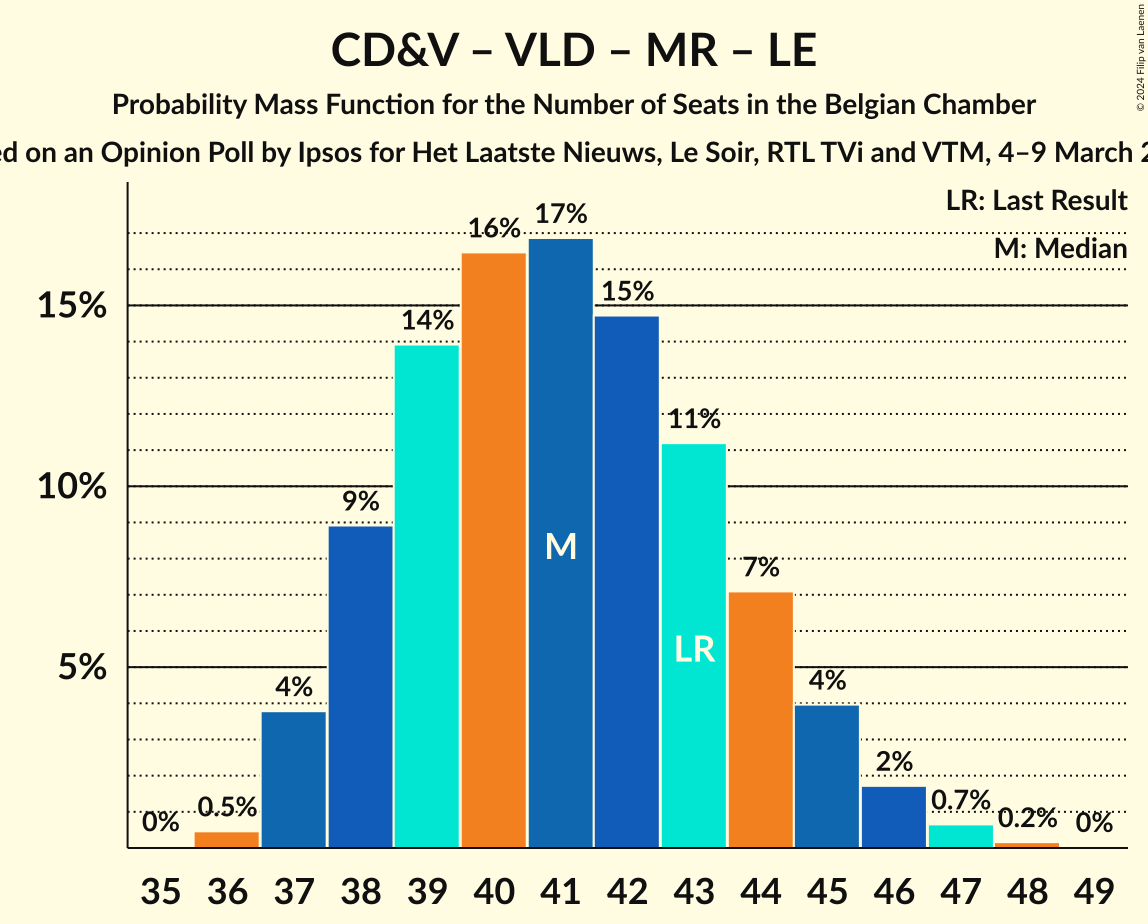 CD&V – VLD – MR – LE
Probability Mass Function for the Number of Seats in the Belgian Chamber
on an Opinion Poll by Ipsos for Het Laatste Nieuws, Le Soir, RTL TVi and VTM, 4–9 March
© 2024 Filip van Laenen
LR: Last Result
M: Median
15%
10%
5%
0% 0.5% 4% 9% 14% 16% 17% 15% 11% 7% 4% 2% 0.7% 0.2% 0%
M
LR
35 36 37 38 39 40 41 42 43 44 45 46 47 48 49